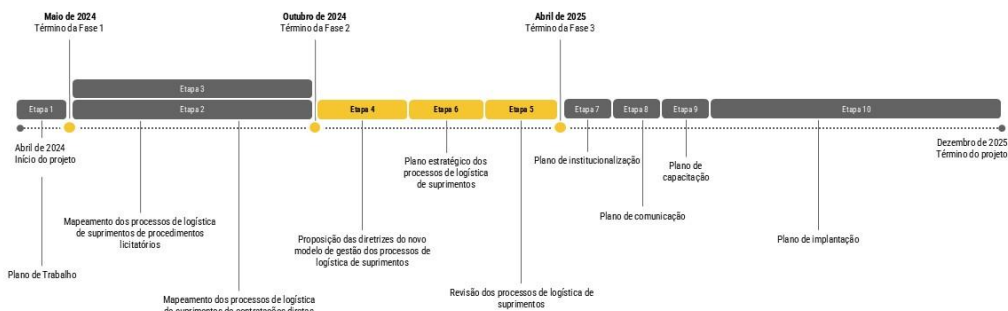 Maio de 2024
Término da Fase 1
Outubro de 2024
Término da Fase 2
Abril de 2025
Término da Fase 3
Etapa 3
Etapa 1
Etapa 2
Etapa 4
Etapa 6
Etapa 5
Etapa 7
Etapa 8
Etapa 9
Etapa 10
Abril de 2024
Início do projeto
Dezembro de 2025
Término do projeto
Plano estratégico dos
processos de logística
de suprimentos
Plano de institucionalização
Plano de
capacitação
Mapeamento dos processos de logística
de suprimentos de procedimentos
licitatórios
Plano de comunicação
Proposição das diretrizes do novo
modelo de gestão dos processos de
logística de suprimentos
Plano de implantação
Plano de Trabalho
Mapeamento dos processos de logística
de suprimentos de contratações diretas
Revisão dos processos de logística de
suprimentos